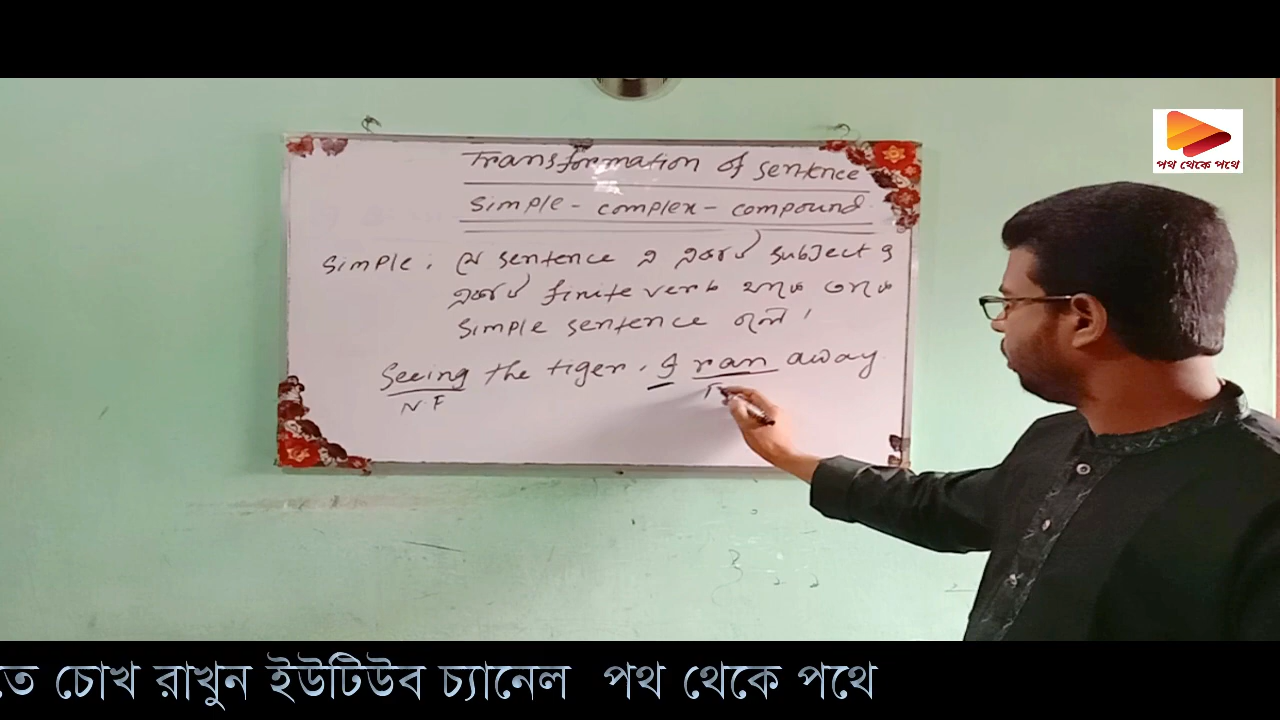 পথ থেকে পথে
Transformation of sentence
Simple - complex - compound
Simple. যে sentence এ একটি subject ও
একটি finite verb থাকে তাকে
simple sentence বলে।
Seeing the tiger, I ran away.
N.F F
তে চোখ রাখুন ইউটিউব চ্যানেল পথ থেকে পথে